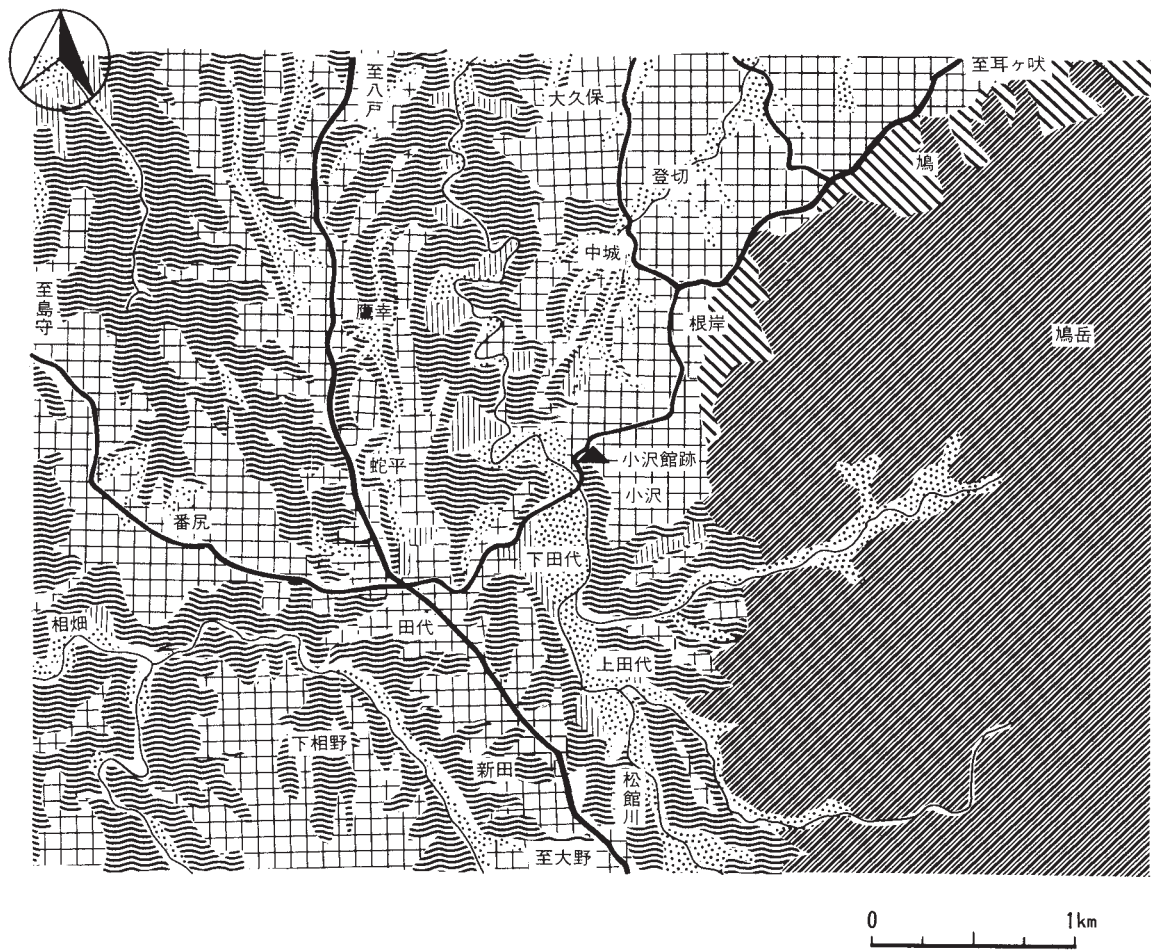 至八戸
大久保
至耳ヶ吠
鳩
登切
中城
至島守
鷹幸
根岸
鳩岳
蛇平
小沢館跡
小沢
番尻
下田代
相畑
田代
上田代
下相野
新田
松館川
至大野
0 1km